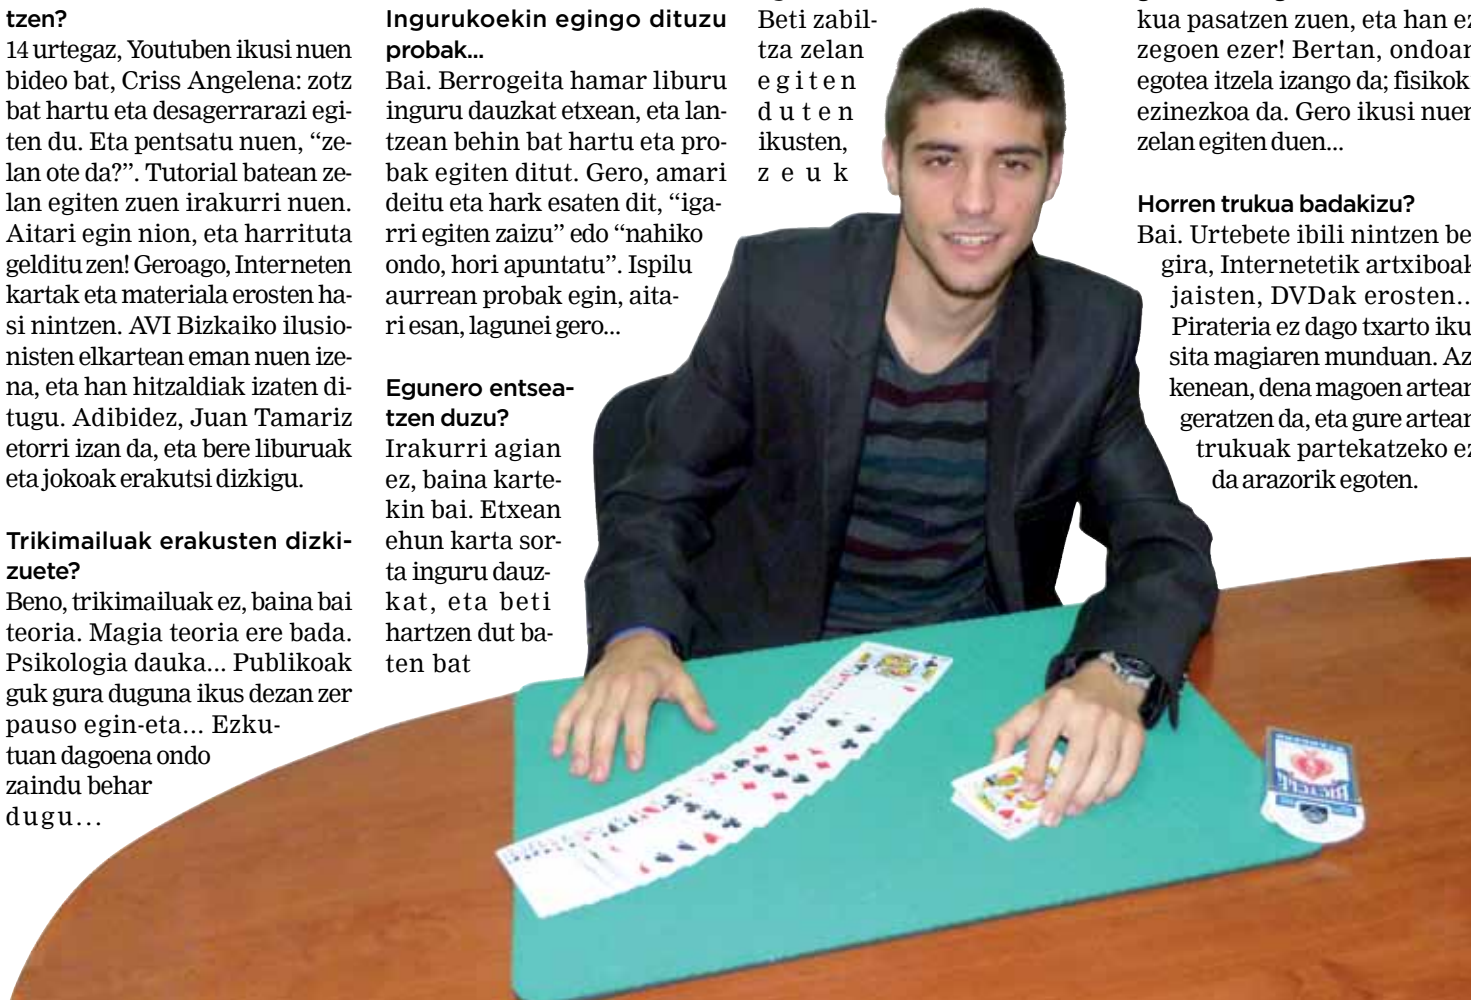 tzen?
14 urtegaz, Youtuben ikusi nuen
bideo bat, Criss Angelena: zotz
bat hartu eta desagerrarazi egi-
ten du. Eta pentsatu nuen, “ze-
lan ote da?”. Tutorial batean ze-
lan egiten zuen irakurri nuen.
Aitari egin nion, eta harrituta
gelditu zen! Geroago, Interneten
kartak eta materiala erosten ha-
si nintzen. AVI Bizkaiko ilusio-
nisten elkartean eman nuen ize-
na, eta han hitzaldiak izaten di-
tugu. Adibidez, Juan Tamariz
etorri izan da, eta bere liburuak
eta jokoak erakutsi dizkigu.
Trikimailuak erakusten dizki-
zuete?
Beno, trikimailuak ez, baina bai
teoria. Magia teoria ere bada.
Psikologia dauka... Publikoak
guk gura duguna ikus dezan zer
pauso egin-eta... Ezku-
tuan dagoena ondo
zaindu behar
dugu...
Ingurukoekin egingo dituzu
probak...
Bai. Berrogeita hamar liburu
inguru dauzkat etxean, eta lan-
tzean behin bat hartu eta pro-
bak egiten ditut. Gero, amari
deitu eta hark esaten dit, “iga-
rri egiten zaizu” edo “nahiko
ondo, hori apuntatu”. Ispilu
aurrean probak egin, aita-
ri esan, lagunei gero...
Egunero entsea-
tzen duzu?
Irakurri agian
ez, baina karte-
kin bai. Etxean
ehun karta sor-
ta inguru dauz-
kat, eta beti
hartzen dut ba-
ten bat
Beti zabil-
tza zelan
egiten
duten
ikusten,
zeuk
kua pasatzen zuen, eta han ez
zegoen ezer! Bertan, ondoan
egotea itzela izango da; fisikok
ezinezkoa da. Gero ikusi nuen
zelan egiten duen...
Horren trukua badakizu?
Bai. Urtebete ibili nintzen be
gira, Internetetik artxiboak
jaisten, DVDak erosten...
Pirateria ez dago txarto iku
sita magiaren munduan. Az
kenean, dena magoen artean
geratzen da, eta gure artean
trukuak partekatzeko ez
da arazorik egoten.
BICYCLE